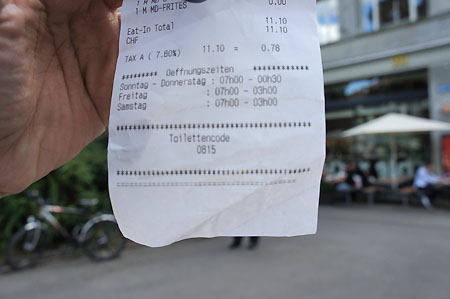 1 M MD-FRITES 0.00
11.10
Eat-In Total 11.10
CHF
TAX A ( 7.60%) 11.10 = 0.78
******** Oeffnungszeiten ********
Sonntag - Donnerstag : 07h00 - 00h30
Freitag : 07h00 - 03h00
Samstag : 07h00 - 03h00
Toilettencode
0815